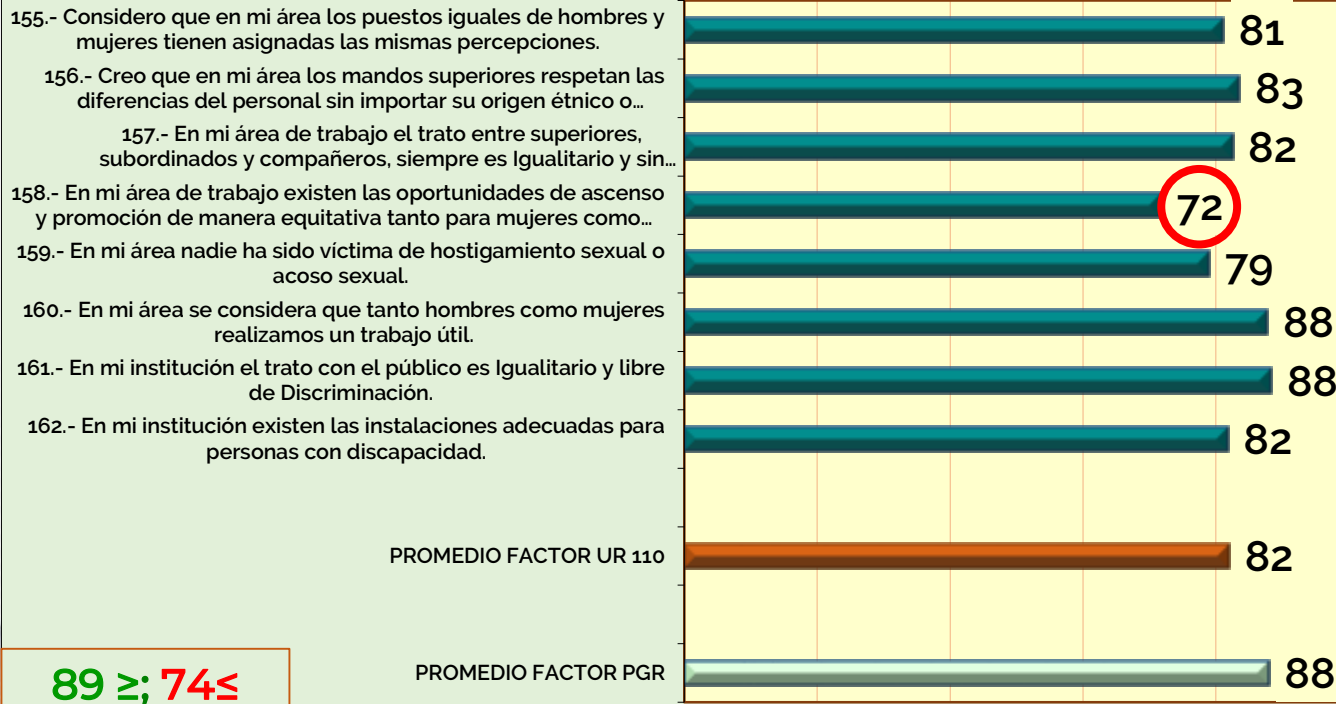 155.- Considero que en mi área los puestos iguales de hombres y
mujeres tienen asignadas las mismas percepciones.
81
156.- Creo que en mi área los mandos superiores respetan las
diferencias del personal sin importar su origen étnico o...
83
157.- En mi área de trabajo el trato entre superiores,
subordinados y compañeros, siempre es Igualitario y sin...
82
158.- En mi área de trabajo existen las oportunidades de ascenso
y promoción de manera equitativa tanto para mujeres como...
72
159.- En mi área nadie ha sido víctima de hostigamiento sexual o
acoso sexual.
79
160.- En mi área se considera que tanto hombres como mujeres
realizamos un trabajo útil.
88
161.- En mi institución el trato con el público es Igualitario y libre
de Discriminación.
88
162.- En mi institución existen las instalaciones adecuadas para
personas con discapacidad.
82
PROMEDIO FACTOR UR 110
82
PROMEDIO FACTOR PGR
88
89 ≥; 74≤